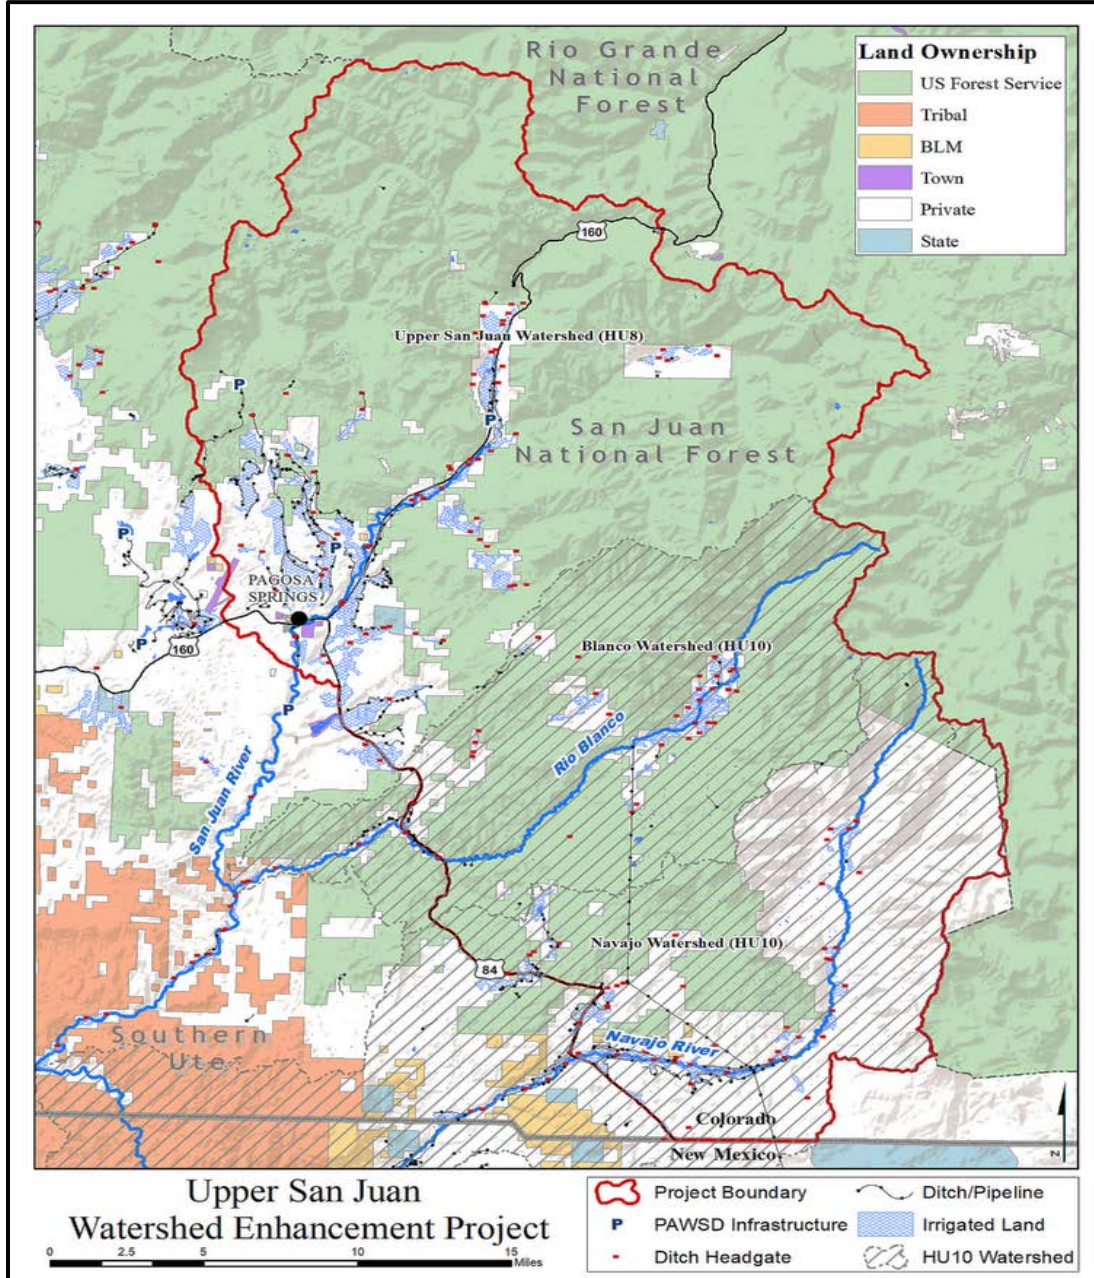 Rio Grande
National
Forest
Land Ownership
US Forest Service
Tribal
BLM
Town
Private
State
160
Upper San Juan Watershed (HU8)
P
P
San Juan
National Forest
P
P
PAGOSA
SPRINGS
P
160
Blanco Watershed (HU10)
P
Rio Blanco
San Juan River
Navajo Watershed (HU10)
84
Southern
Ute
Navajo River
Colorado
New Mexico
N
Upper San Juan
Watershed Enhancement Project
0 2.5 5 10 15
Miles
Project Boundary
P PAWSD Infrastructure
Ditch Headgate
Ditch/Pipeline
Irrigated Land
HU10 Watershed